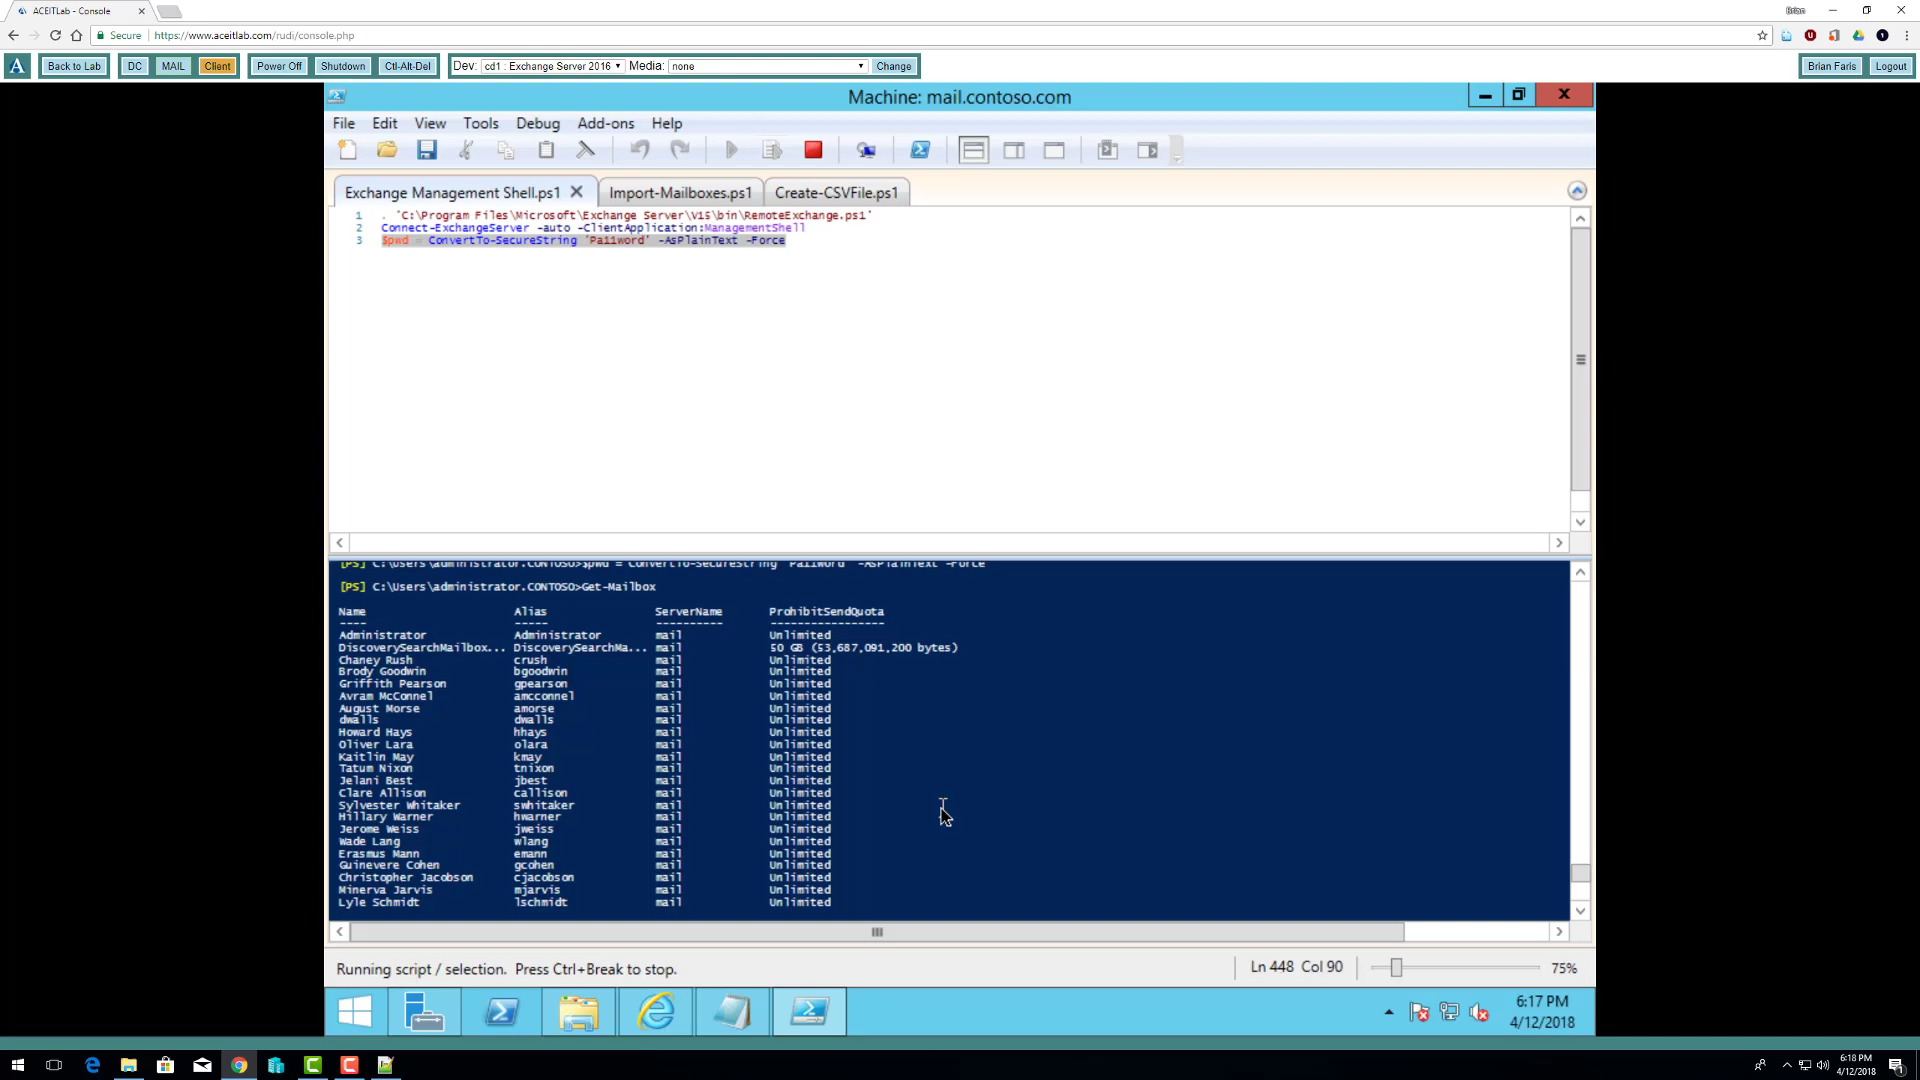 ACEITLab - Console
Brian
Secure
https://www.aceitlab.com/rudi/console.php
Back to Lab
DC
MAIL
Client
Power Off
Shutdown
Ctl-Alt-Del
Dev: cd1 : Exchange Server 2016
Media: none
Change
Brian Faris
Logout
Machine: mail.contoso.com
File Edit View Tools Debug Add-ons Help
Exchange Management Shell.ps1
Import-Mailboxes.ps1
Create-CSVFile.ps1
1 . 'C:\Program Files\Microsoft\Exchange Server\V15\bin\RemoteExchange.ps1'
2 Connect-ExchangeServer -auto -ClientApplication:ManagementShell
3 $pwd = ConvertTo-SecureString 'Pa11word' -AsPlainText -Force
[PS] C:\Users\administrator.CONTOSO>$pwd = ConvertTo-SecureString 'Pa11word' -AsPlainText -Force
[PS] C:\Users\administrator.CONTOSO>Get-Mailbox
Name Alias ServerName ProhibitSendQuota
---- ----- ---------- -----------------
Administrator Administrator mail Unlimited
DiscoverySearchMailbox... DiscoverySearchMa... mail 50 GB (53,687,091,200 bytes)
Chaney Rush crush mail Unlimited
Brody Goodwin bgoodwin mail Unlimited
Griffith Pearson gpearson mail Unlimited
Avram McConnel amcconnel mail Unlimited
August Morse amorse mail Unlimited
dwalls dwalls mail Unlimited
Howard Hays hhays mail Unlimited
Oliver Lara olara mail Unlimited
Kaitlin May kmay mail Unlimited
Tatum Nixon tnixon mail Unlimited
Jelani Best jbest mail Unlimited
Clare Allison callison mail Unlimited
Sylvester Whitaker swhitaker mail Unlimited
Hillary Warner hwarner mail Unlimited
Jerome Weiss jweiss mail Unlimited
Wade Lang wlang mail Unlimited
Erasmus Mann emann mail Unlimited
Guinevere Cohen gcohen mail Unlimited
Christopher Jacobson cjacobson mail Unlimited
Minerva Jarvis mjarvis mail Unlimited
Lyle Schmidt lschmidt mail Unlimited
Running script / selection. Press Ctrl+Break to stop.
Ln 448 Col 90
75%
6:17 PM
4/12/2018
6:18 PM
4/12/2018